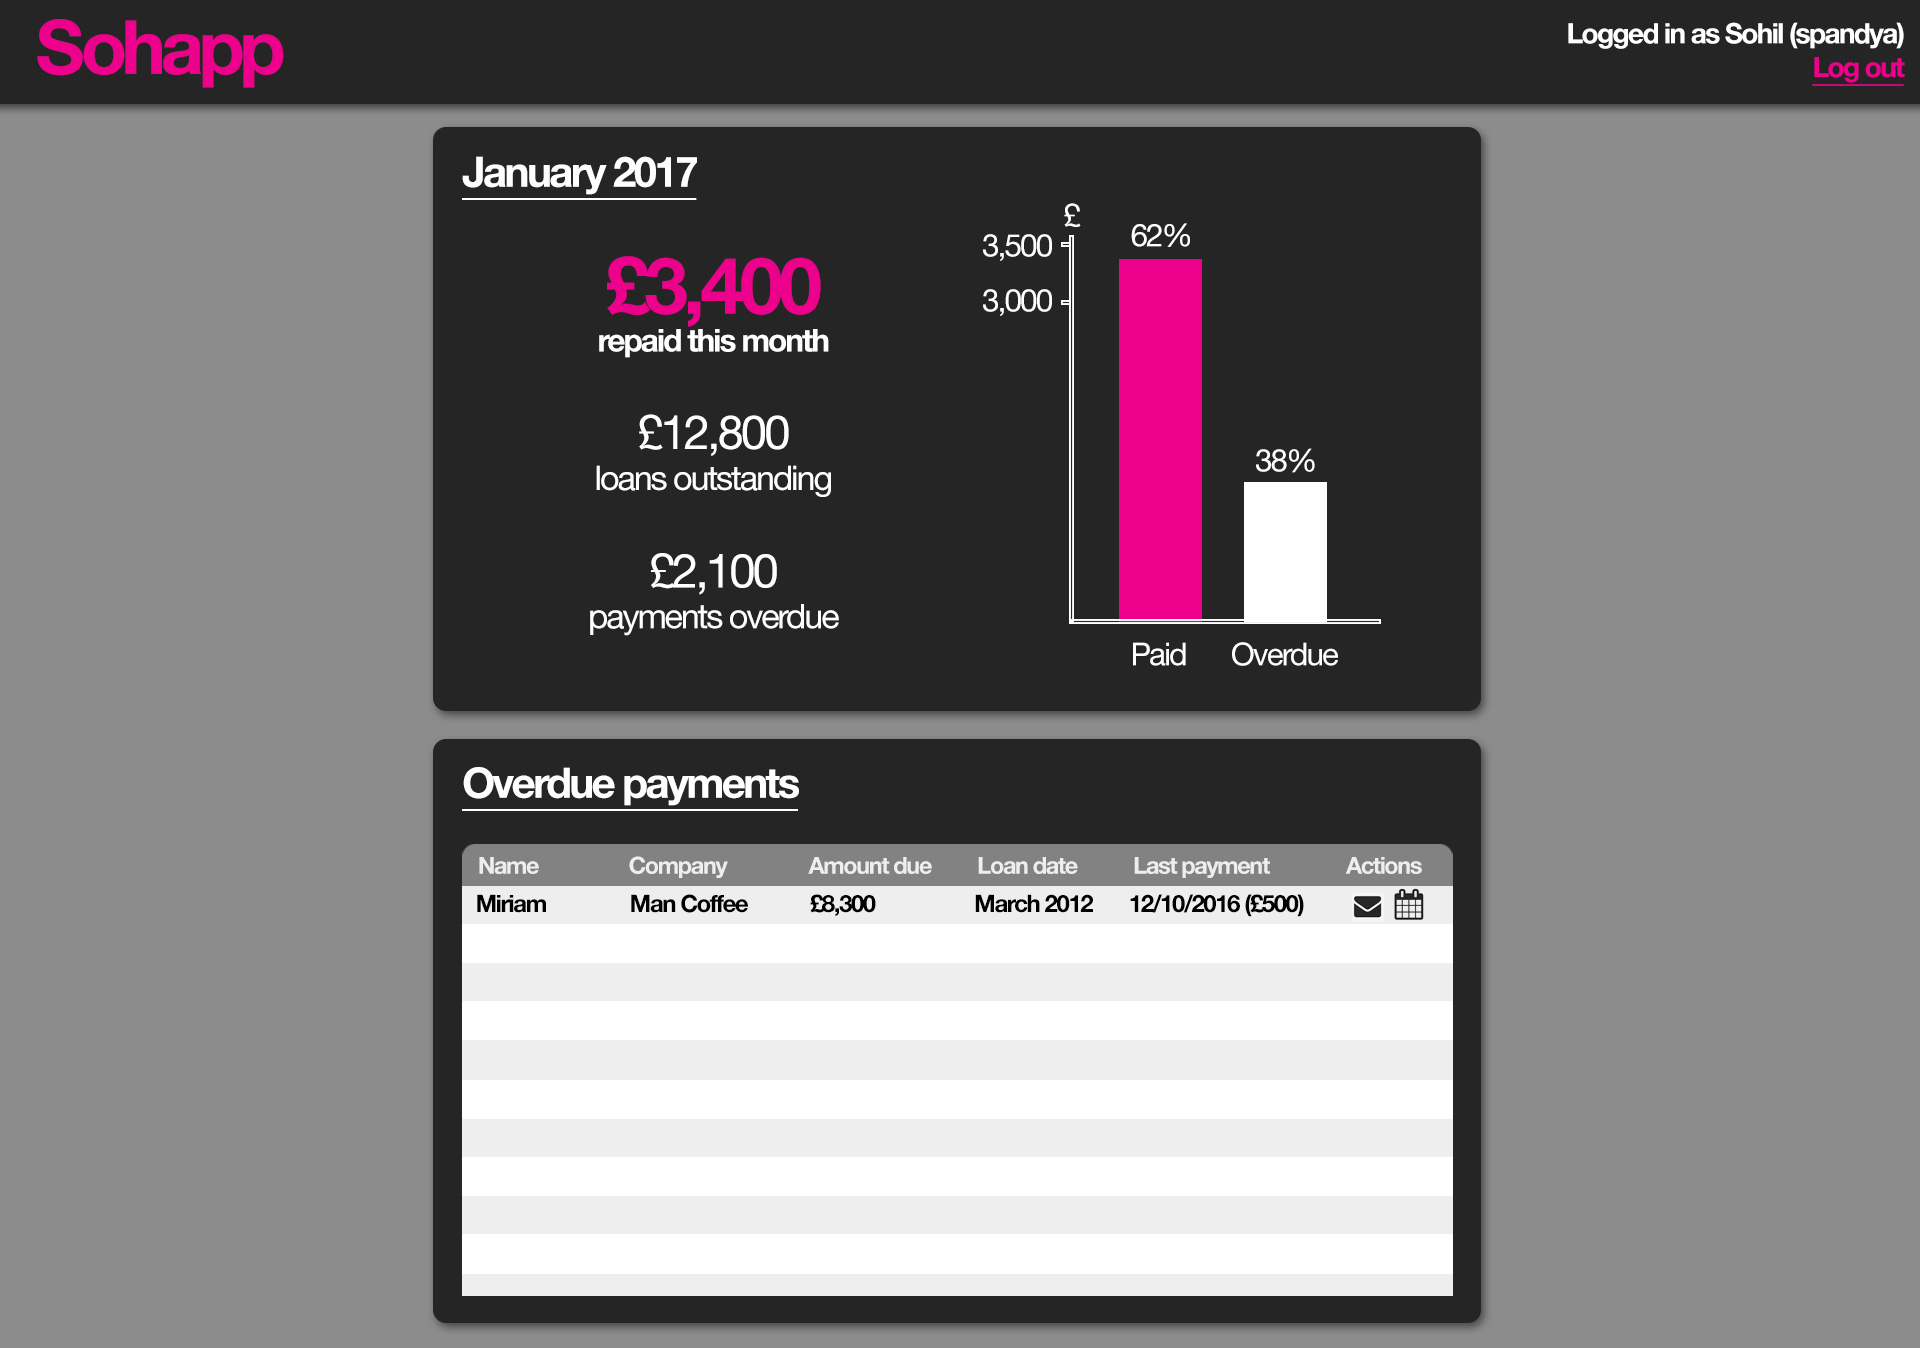 Sohapp
Logged in as Sohil (spandya)
Log out
January 2017
£3,400
repaid this month
£12,800
loans outstanding
£2,100
payments overdue
£
3,500
3,000
62%
38%
Paid Overdue
Overdue payments
Name Company Amount due Loan date Last payment Actions
Miriam Man Coffee £8,300 March 2012 12/10/2016 (£500)